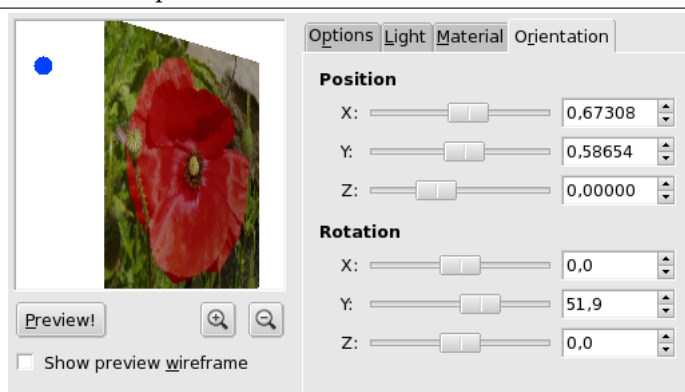 Options Light Material Orientation
Position
X: 0,67308
Y: 0,58654
Z: 0,00000
Rotation
X: 0,0
Y: 51,9
Z: 0,0
Preview!
Show preview wireframe